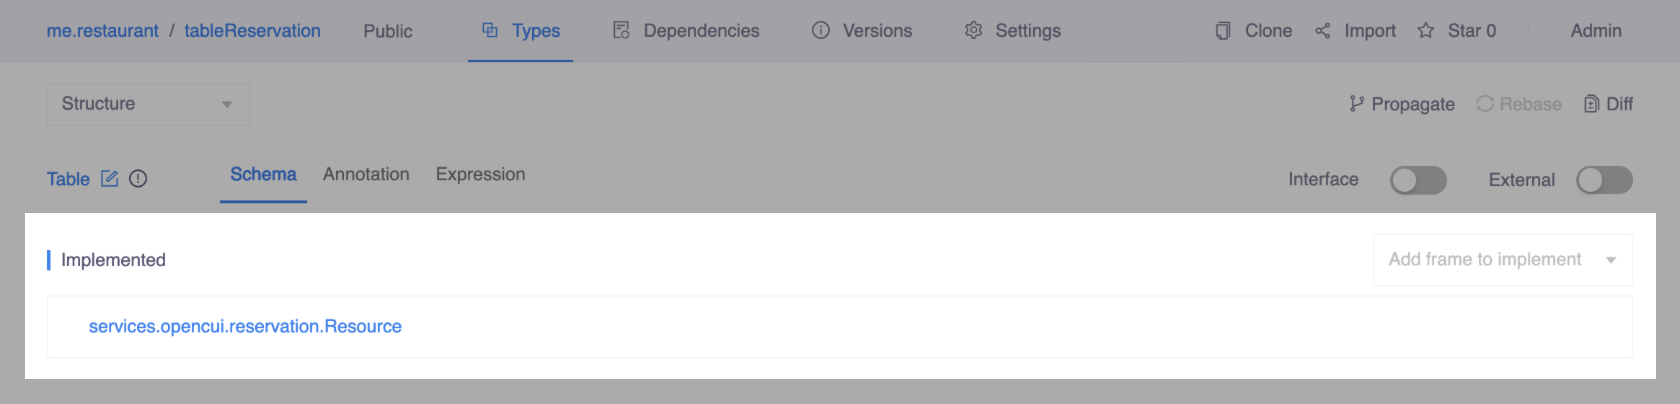 me.restaurant / tableReservation Public Types Dependencies Versions Settings Clone Import Star 0 Admin
Structure Propagate Rebase Diff
Table Schema Annotation Expression Interface External
Implemented Add frame to implement
services.opencui.reservation.Resource